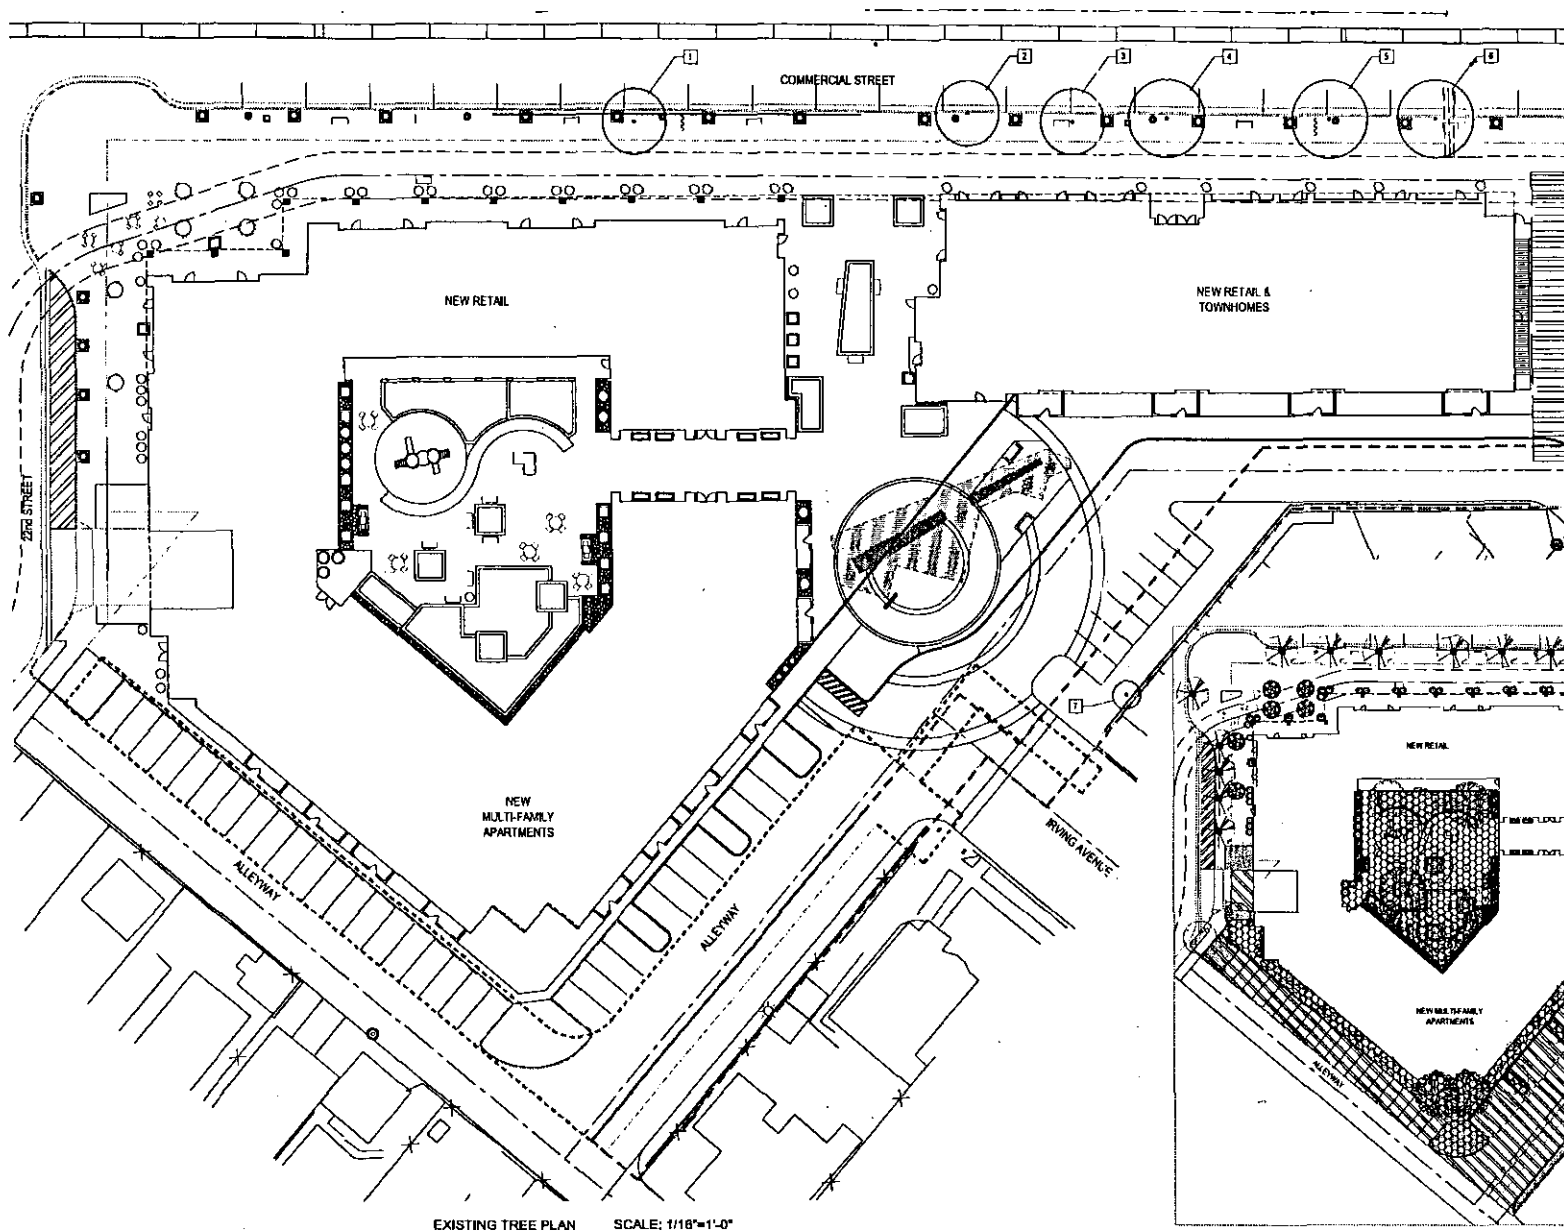 1
2
3
4
5
6
COMMERCIAL STREET
NEW RETAIL
NEW RETAIL &
TOWNHOMES
22nd STREET
7
NEW RETAIL
NEW
MULTI-FAMILY
APARTMENTS
IRVING AVENUE
ALLEYWAY
ALLEYWAY
NEW MULTI-FAMILY
APARTMENTS
ALLEYWAY
EXISTING TREE PLAN SCALE: 1/16"=1'-0"